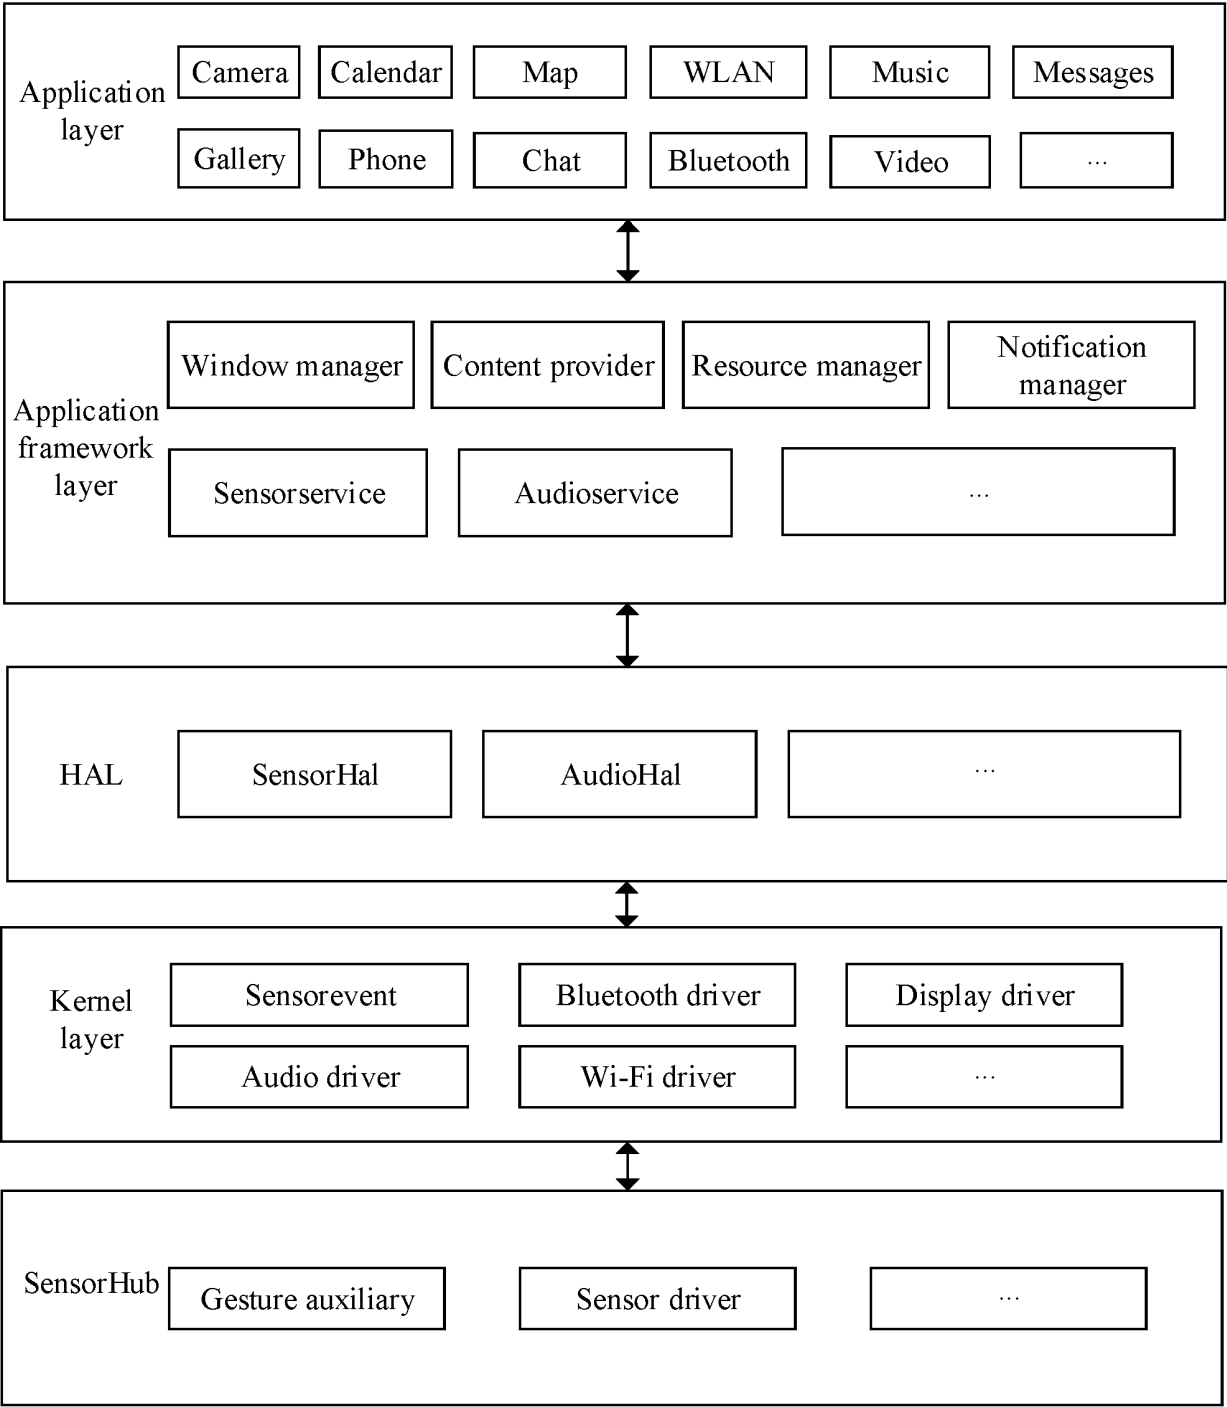 Application
layer
Camera
Calendar
Map
WLAN
Music
Messages
Gallery
Phone
Chat
Bluetooth
Video
...
Application
framework
layer
Window manager
Content provider
Resource manager
Notification
manager
Sensorservice
Audioservice
...
HAL
SensorHal
AudioHal
...
Kernel
layer
Sensorevent
Bluetooth driver
Display driver
Audio driver
Wi-Fi driver
...
SensorHub
Gesture auxiliary
Sensor driver
...